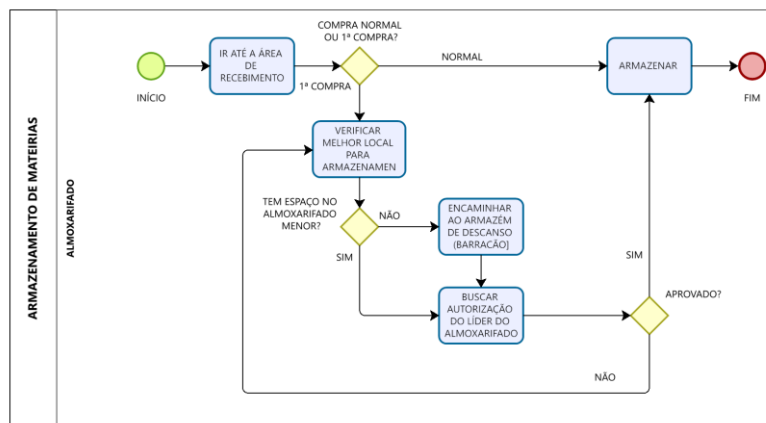 ARMAZENAMENTO DE MATEIRIAS
ALMOXARIFADO
INÍCIO
IR ATÉ A ÁREA
DE
RECEBIMENTO
COMPRA NORMAL
OU 1ª COMPRA?
NORMAL
1ª COMPRA
ARMAZENAR
FIM
VERIFICAR
MELHOR LOCAL
PARA
ARMAZENAMEN
TEM ESPAÇO NO
ALMOXARIFADO
MENOR?
NÃO
SIM
ENCAMINHAR
AO ARMAZÉM
DE DESCANSO
(BARRACÃO]
BUSCAR
AUTORIZAÇÃO
DO LÍDER DO
ALMOXARIFADO
SIM
APROVADO?
NÃO